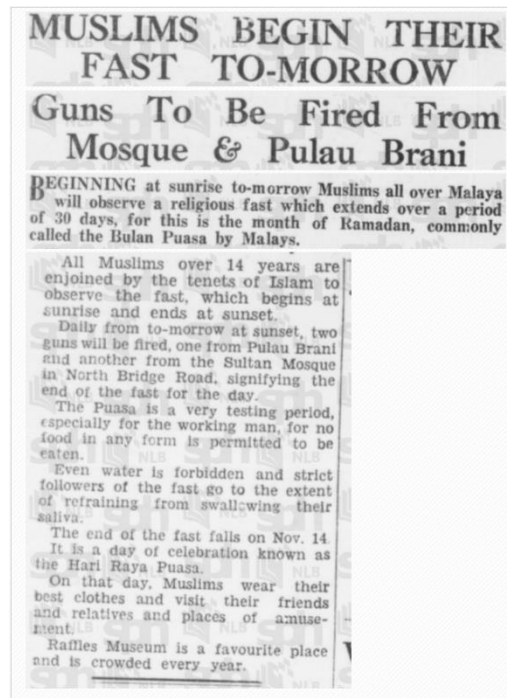 MUSLIMS BEGIN THEIR
FAST TO-MORROW
Guns To Be Fired From
Mosque & Pulau Brani
BEGINNING at sunrise to-morrow Muslims all over Malaya
will observe a religious fast which extends over a period
of 30 days, for this is the month of Ramadan, commonly
called the Bulan Puasa by Malays.
All Muslims over 14 years are
enjoined by the tenets of Islam to
observe the fast, which begins at
sunrise and ends at sunset.
Daily from to-morrow at sunset, two
guns will be fired, one from Pulau Brani
and another from the Sultan Mosque
in North Bridge Road, signifying the
end of the fast for the day.
The Puasa is a very testing period,
especially for the working man, for no
food in any form is permitted to be
eaten.
Even water is forbidden and strict
followers of the fast go to the extent
of refraining from swallowing their
saliva.
The end of the fast falls on Nov. 14.
It is a day of celebration known as
the Hari Raya Puasa.
On that day, Muslims wear their
best clothes and visit their friends
and relatives and places of amuse-
ment.
Raffles Museum is a favourite place
and is crowded every year.